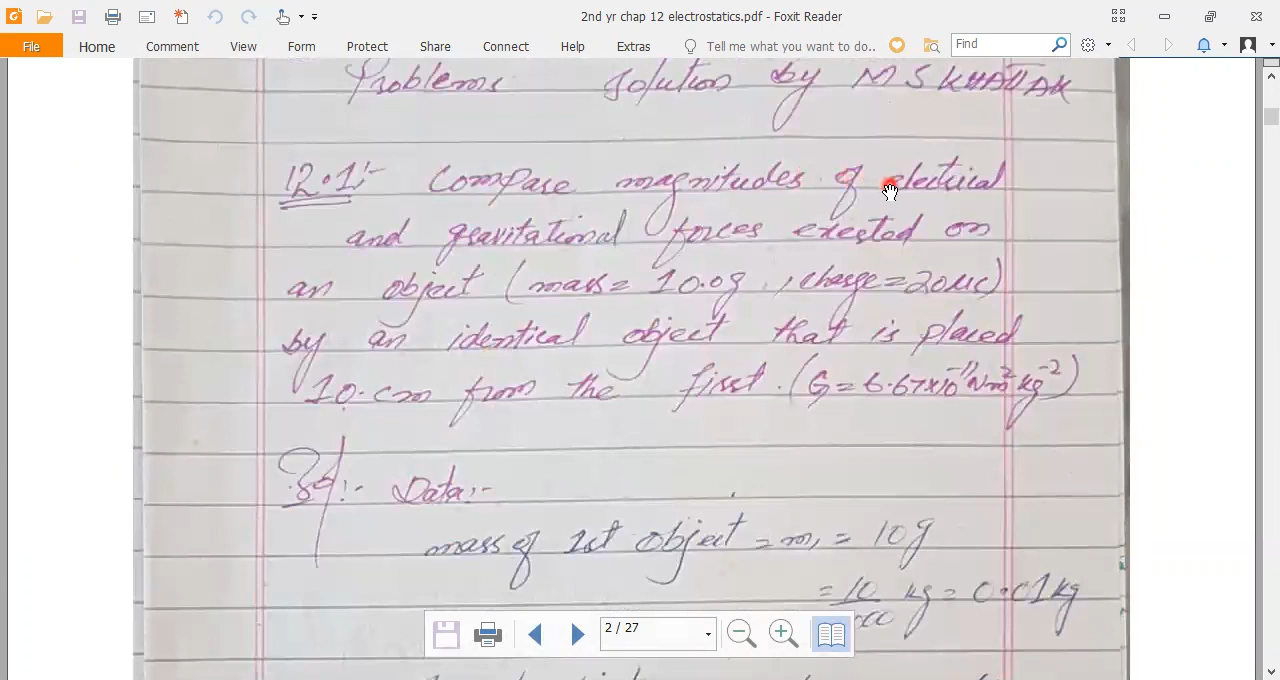 2nd yr chap 12 electrostatics.pdf - Foxit Reader
File Home Comment View Form Protect Share Connect Help Extras Tell me what you want to do.. Find
Problems solution by M S KHATTAK
12.1:- Compare magnitudes of electrical
and gravitational forces exerted on
an object (mass= 10.0g, charge=20μC)
by an identical object that is placed
10.cm from the first. (G=6.67x10⁻¹¹Nm²kg⁻²)
Sol:- Data:-
mass of 1st object = m₁ = 10g
= 10 kg = 0.01kg
2 / 27